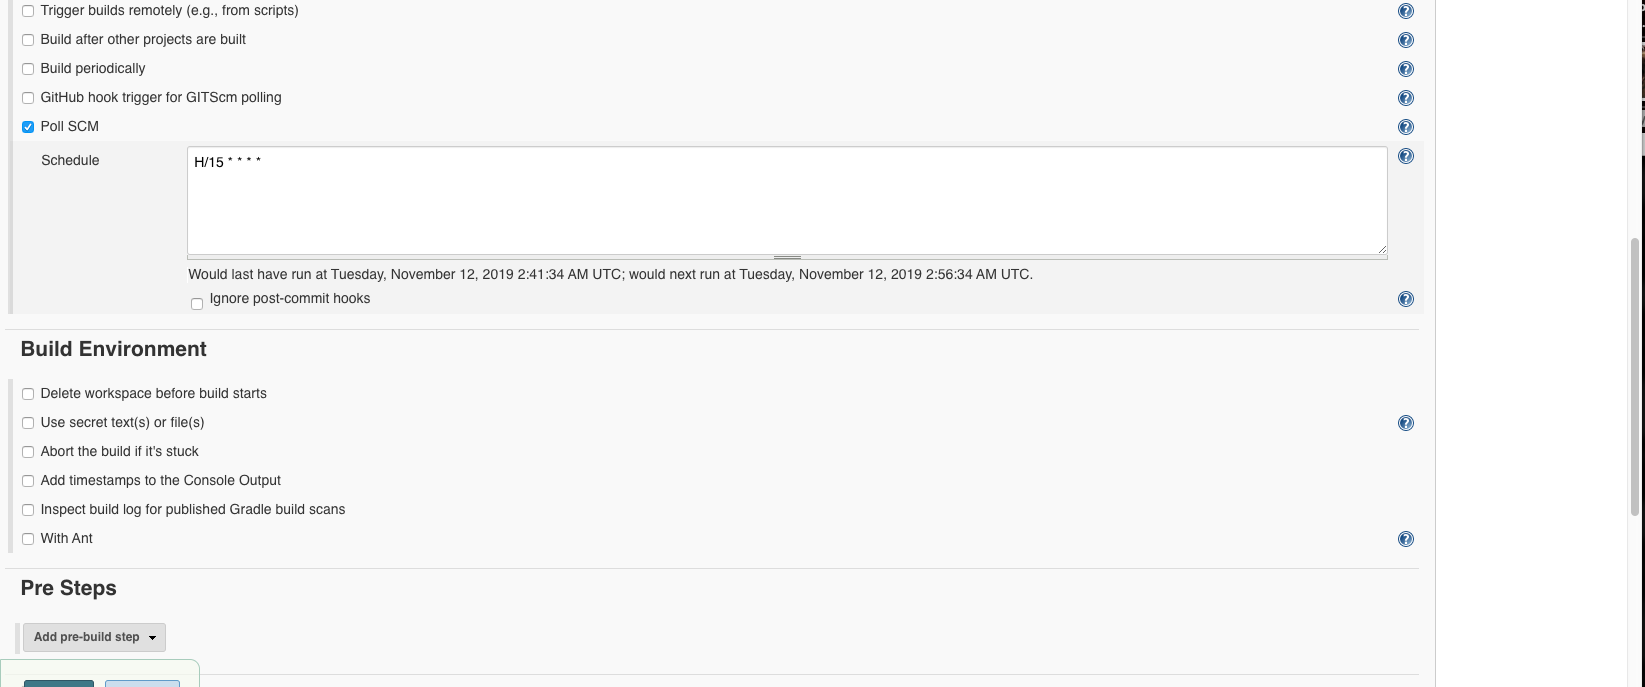 Trigger builds remotely (e.g., from scripts)
Build after other projects are built
Build periodically
GitHub hook trigger for GITScm polling
Poll SCM
Schedule
H/15 * * * *
Would last have run at Tuesday, November 12, 2019 2:41:34 AM UTC; would next run at Tuesday, November 12, 2019 2:56:34 AM UTC.
Ignore post-commit hooks
Build Environment
Delete workspace before build starts
Use secret text(s) or file(s)
Abort the build if it's stuck
Add timestamps to the Console Output
Inspect build log for published Gradle build scans
With Ant
Pre Steps
Add pre-build step